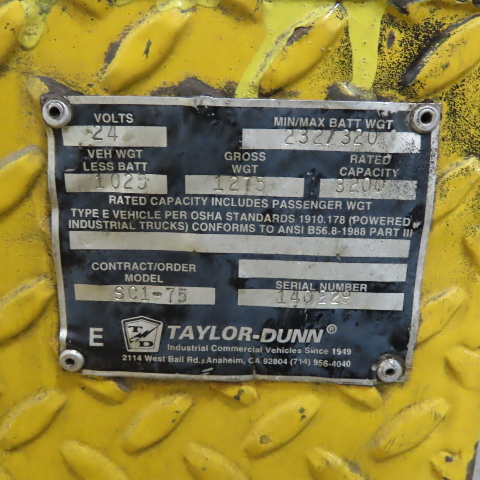 VOLTS
24
MIN/MAX BATT WGT
232/320
VEH WGT LESS BATT
1025
GROSS WGT
1275
RATED CAPACITY
3200
RATED CAPACITY INCLUDES PASSENGER WGT
TYPE E VEHICLE PER OSHA STANDARDS 1910.178 (POWERED
INDUSTRIAL TRUCKS) CONFORMS TO ANSI B56.8-1988 PART III
CONTRACT/ORDER
MODEL
SC1-75
SERIAL NUMBER
140229
E
T/D
TAYLOR-DUNN®
Industrial Commercial Vehicles Since 1949
2114 West Ball Rd., Anaheim, CA 92804 (714) 956-4040